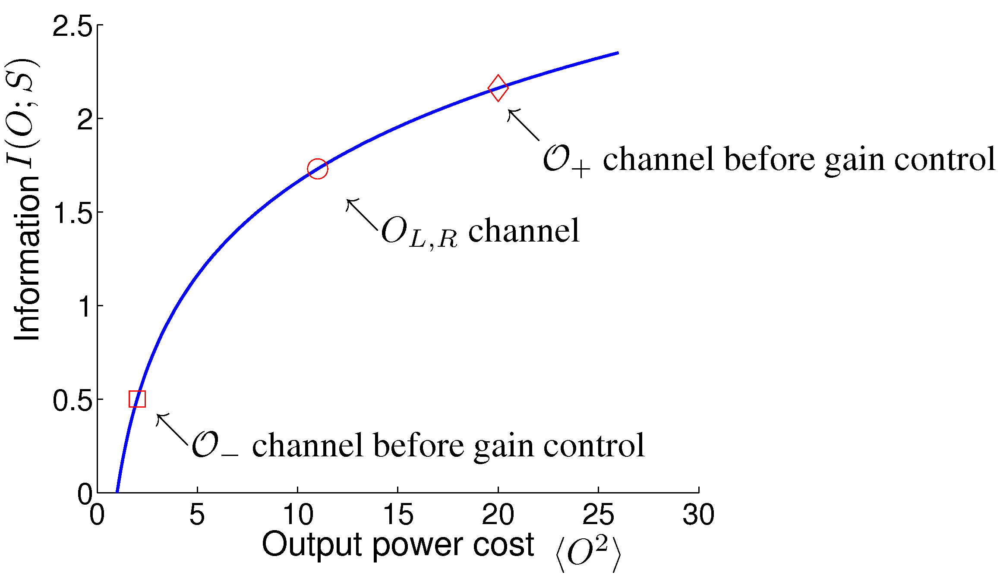 2.5
2
1.5
1
0.5
0
Information I(O; S)
𝒪₊ channel before gain control
O_{L,R} channel
𝒪₋ channel before gain control
0 5 10 15 20 25 30
Output power cost ⟨O²⟩